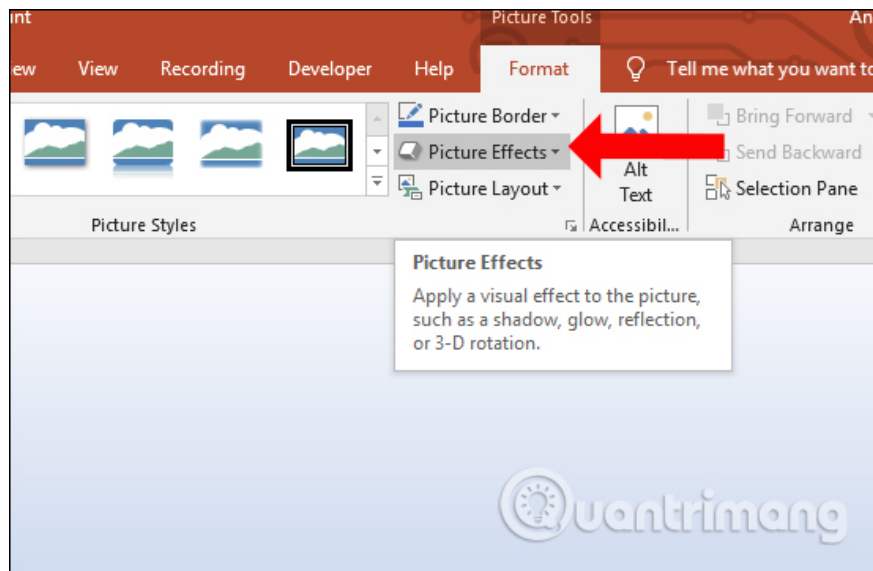 int
Picture Tools
An
ew
View
Recording
Developer
Help
Format
Tell me what you want to
Picture Border
Picture Effects
Picture Layout
Alt
Text
Bring Forward
Send Backward
Selection Pane
Picture Styles
Accessibil...
Arrange
Picture Effects
Apply a visual effect to the picture,
such as a shadow, glow, reflection,
or 3-D rotation.
Quantrimang